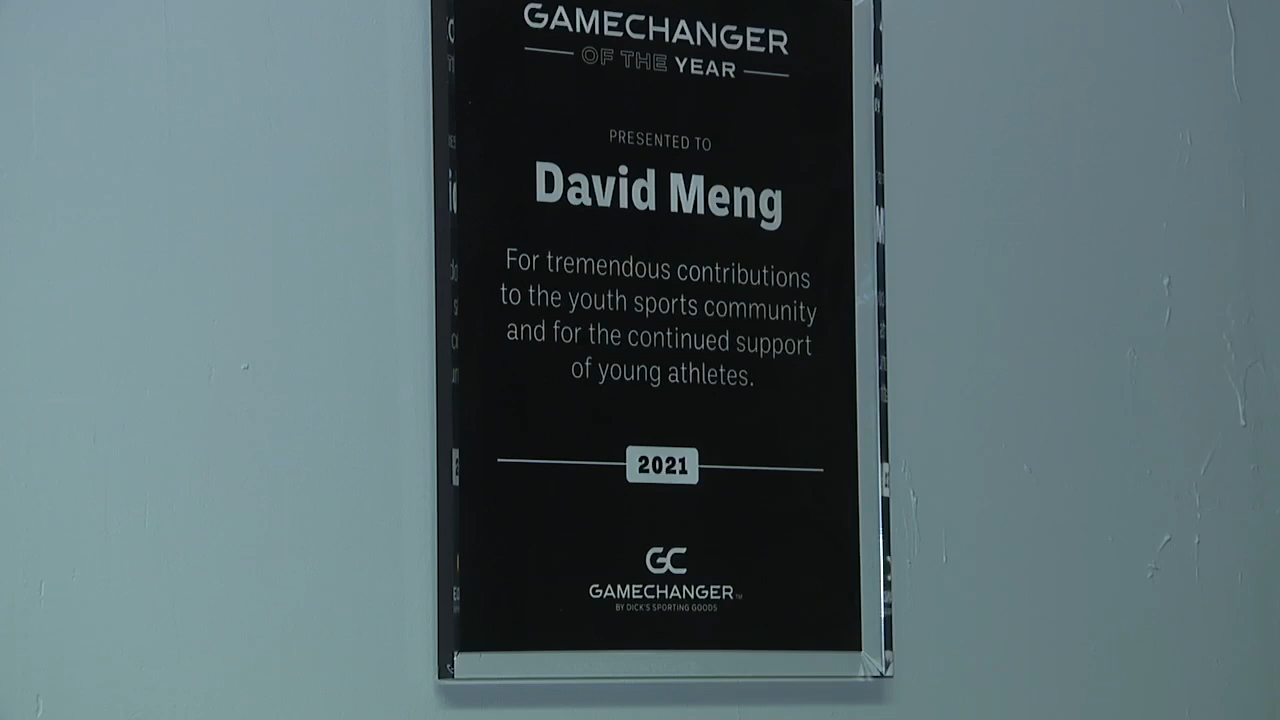 GAMECHANGER
OF THE YEAR
PRESENTED TO
David Meng
For tremendous contributions
to the youth sports community
and for the continued support
of young athletes.
2021
GC
GAMECHANGER™
BY DICK'S SPORTING GOODS